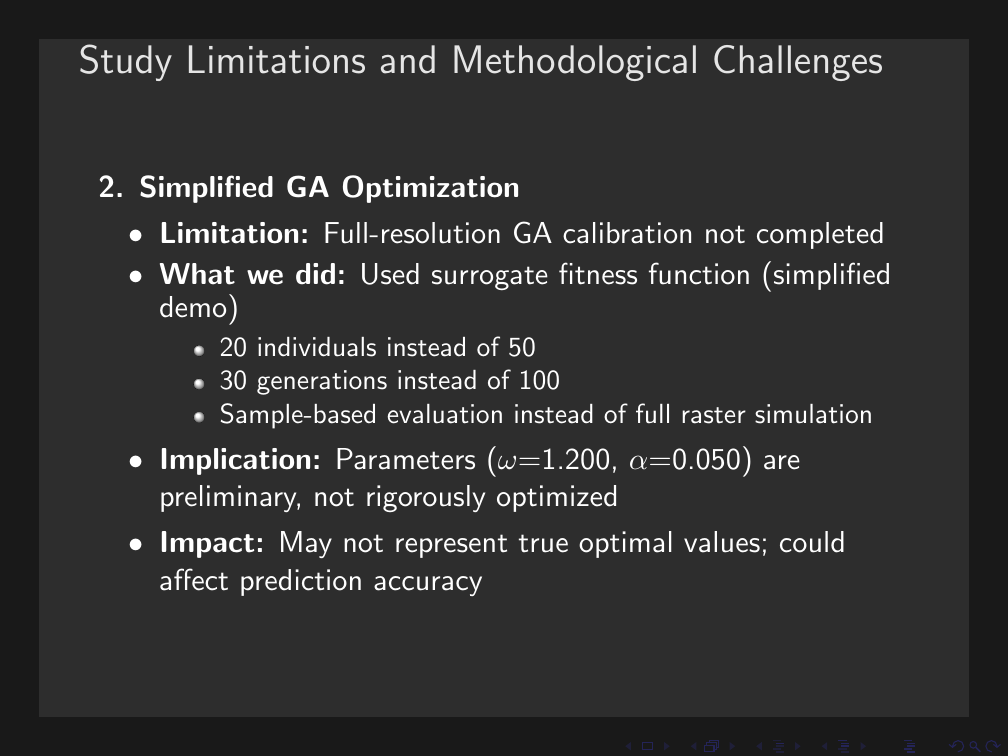 Study Limitations and Methodological Challenges
2. Simplified GA Optimization
• Limitation: Full-resolution GA calibration not completed
• What we did: Used surrogate fitness function (simplified
demo)
• 20 individuals instead of 50
• 30 generations instead of 100
• Sample-based evaluation instead of full raster simulation
• Implication: Parameters (ω=1.200, α=0.050) are
preliminary, not rigorously optimized
• Impact: May not represent true optimal values; could
affect prediction accuracy